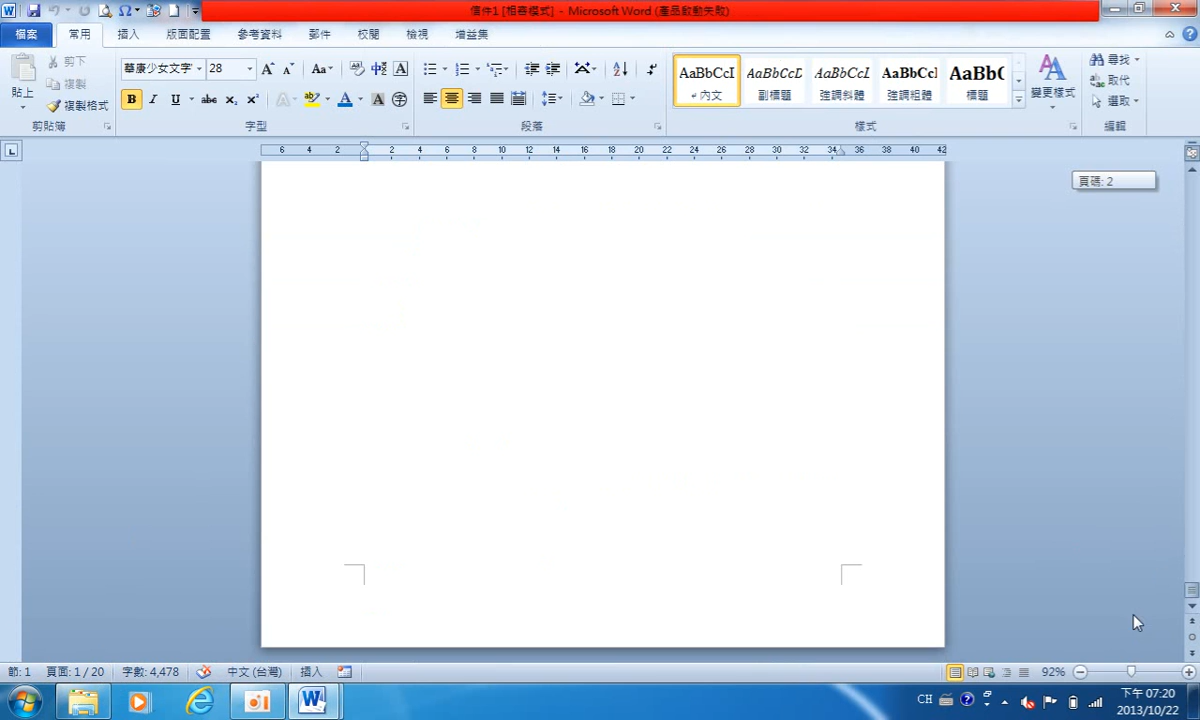 信件1 [相容模式] - Microsoft Word (產品啟動失敗)
檔案 常用 插入 版面配置 參考資料 郵件 校閱 檢視 增益集
貼上 剪下 複製 複製格式 剪貼簿
華康少女文字 28 Aa 中 A
B I U abc x₂ x² A A A 字 字型
段落
AaBbCcI AaBbCcD AaBbCcL AaBbCcl AaBbC
內文 副標題 強調斜體 強調粗體 標題 變更樣式 樣式
尋找 取代 選取 編輯
6 4 2 2 4 6 8 10 12 14 16 18 20 22 24 26 28 30 32 34 36 38 40 42
頁碼: 2
節: 1 頁面: 1 / 20 字數: 4,478 中文 (台灣) 插入 92%
CH 下午 07:20
2013/10/22